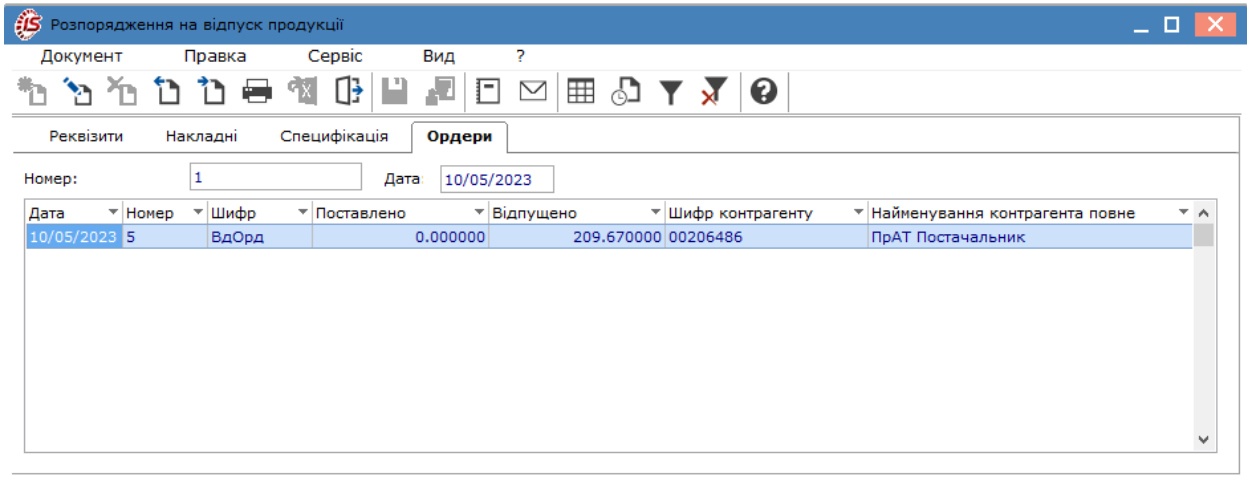 IS Розпорядження на відпуск продукції
Документ Правка Сервіс Вид ?
Реквізити Накладні Специфікація Ордери
Номер: 1 Дата: 10/05/2023
Дата Номер Шифр Поставлено Відпущено Шифр контрагенту Найменування контрагента повне
10/05/2023 5 ВдОрд 0.000000 209.670000 00206486 ПрАТ Постачальник